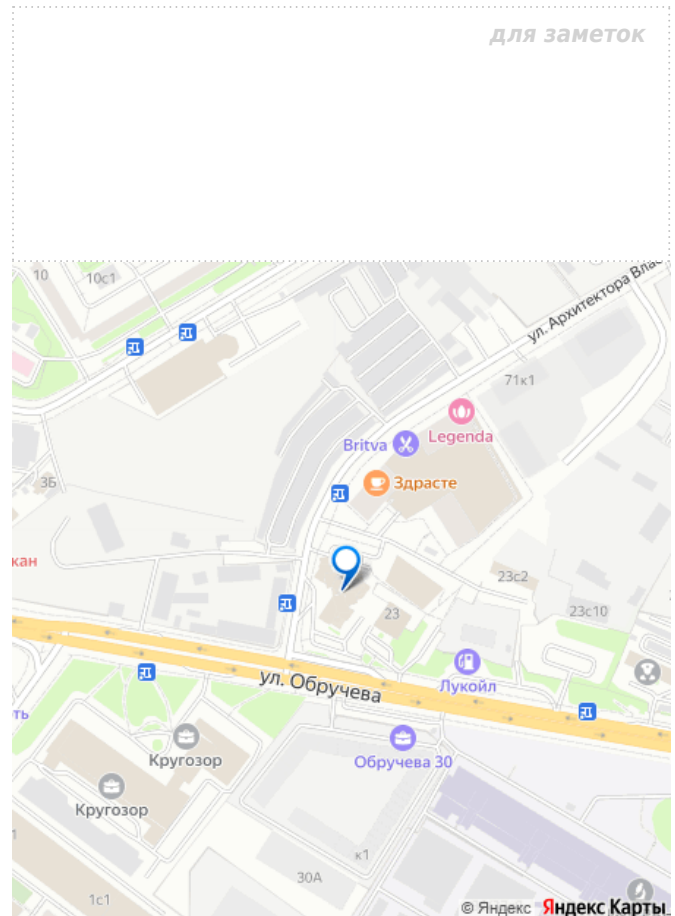 для заметок
10
10с1
ул. Архитектора Влас
71к1
Legenda
Britva
Здрасте
3Б
кан
23с2
23с10
23
Лукойл
ул. Обручева
ть
Кругозор
Обручева 30
Кругозор
к1
30А
1с1
© Яндекс Яндекс Карты